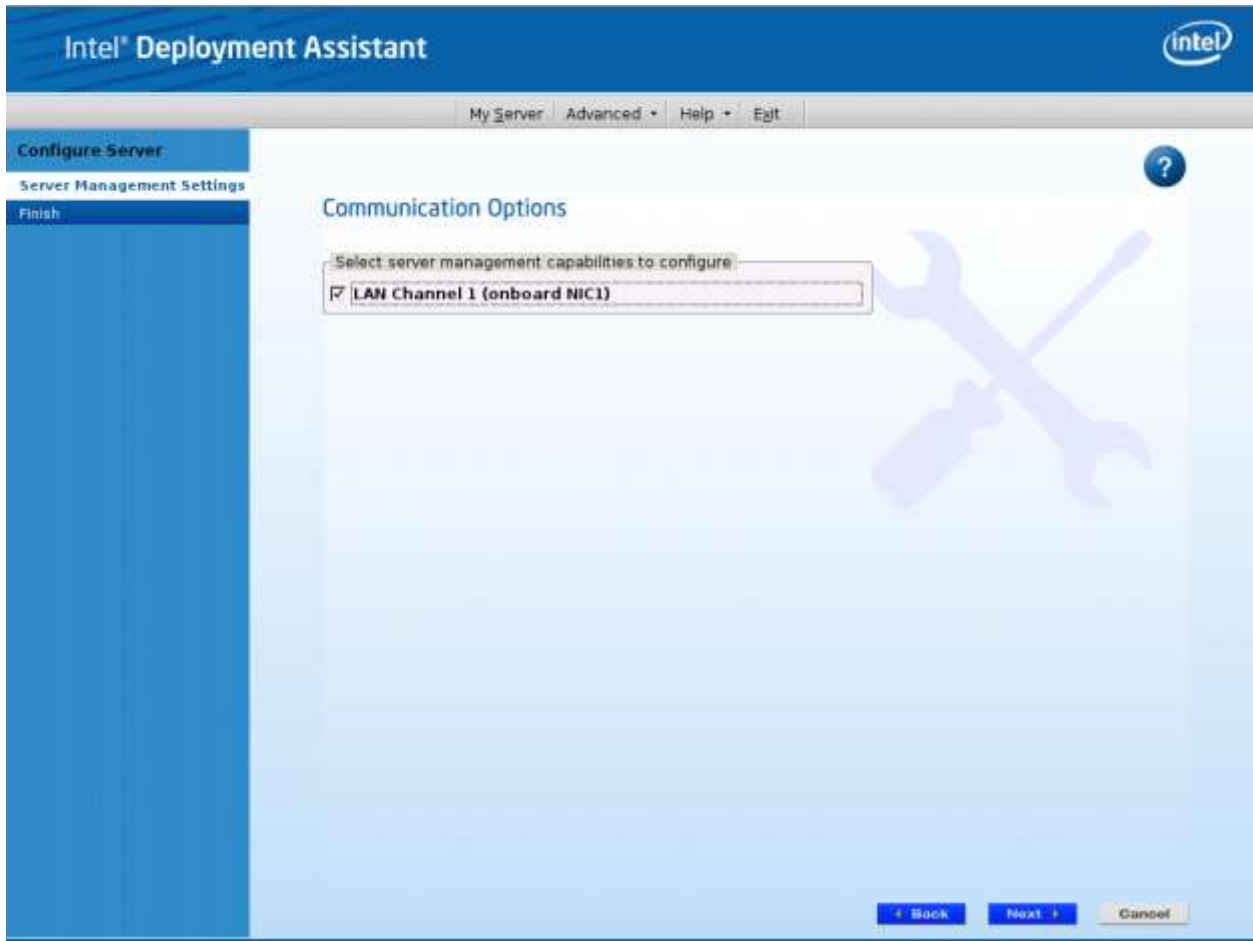 Intel® Deployment Assistant
intel
My Server Advanced Help Exit
Configure Server
?
Server Management Settings
Finish
Communication Options
Select server management capabilities to configure
LAN Channel 1 (onboard NIC1)
Back Next Cancel